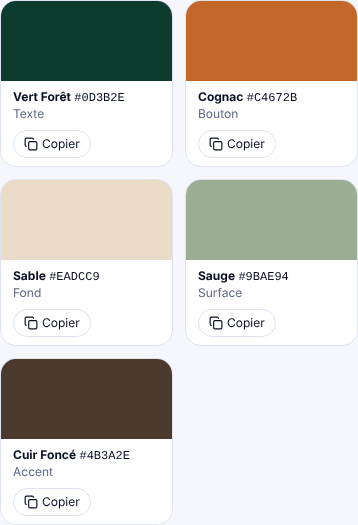 Vert Forêt #0D3B2E
Texte
Copier
Cognac #C4672B
Bouton
Copier
Sable #EADCC9
Fond
Copier
Sauge #9BAE94
Surface
Copier
Cuir Foncé #4B3A2E
Accent
Copier